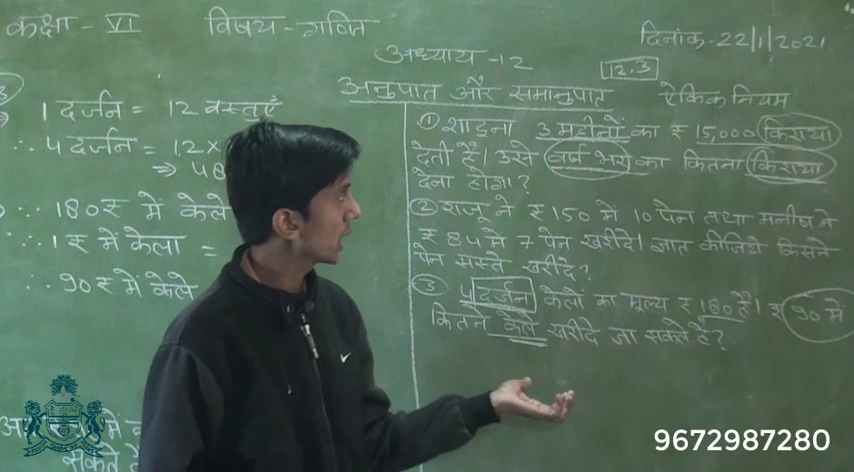 कक्षा - VI विषय - गणित दिनांक - 22/1/2021
अध्याय - 12
12.3
अनुपात और समानुपात ऐकिक नियम
1 दर्जन = 12 वस्तुएँ
∴ 4 दर्जन = 12 ×
⇒ 48
∵ 180 ₹ में केले
∵ 1 ₹ में केला =
∴ 90 ₹ में केले
① शाइना 3 महीनों का ₹ 15,000 किराया
देती है। उसे वर्ष भर का कितना किराया
देना होगा?
② राजू ने ₹ 150 में 10 पेन तथा मनीष ने
₹ 84 में 7 पेन खरीदे। ज्ञात कीजिये किसने
पेन सस्ते खरीदे?
③ 4 दर्जन केलों का मूल्य ₹ 180 है। ₹ 90 में
कितने केले खरीदे जा सकते है?
में
सकते
9672987280